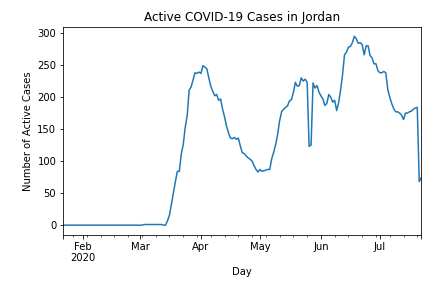 Active COVID-19 Cases in Jordan
300
250
200
150
100
50
0
Number of Active Cases
Feb Mar Apr May Jun Jul
2020
Day